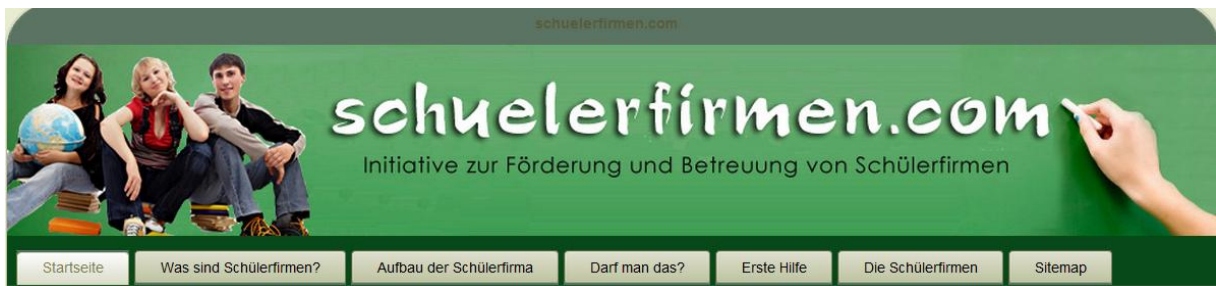 schuelerfirmen.com
schuelerfirmen.com
Initiative zur Förderung und Betreuung von Schülerfirmen
Startseite Was sind Schülerfirmen? Aufbau der Schülerfirma Darf man das? Erste Hilfe Die Schülerfirmen Sitemap